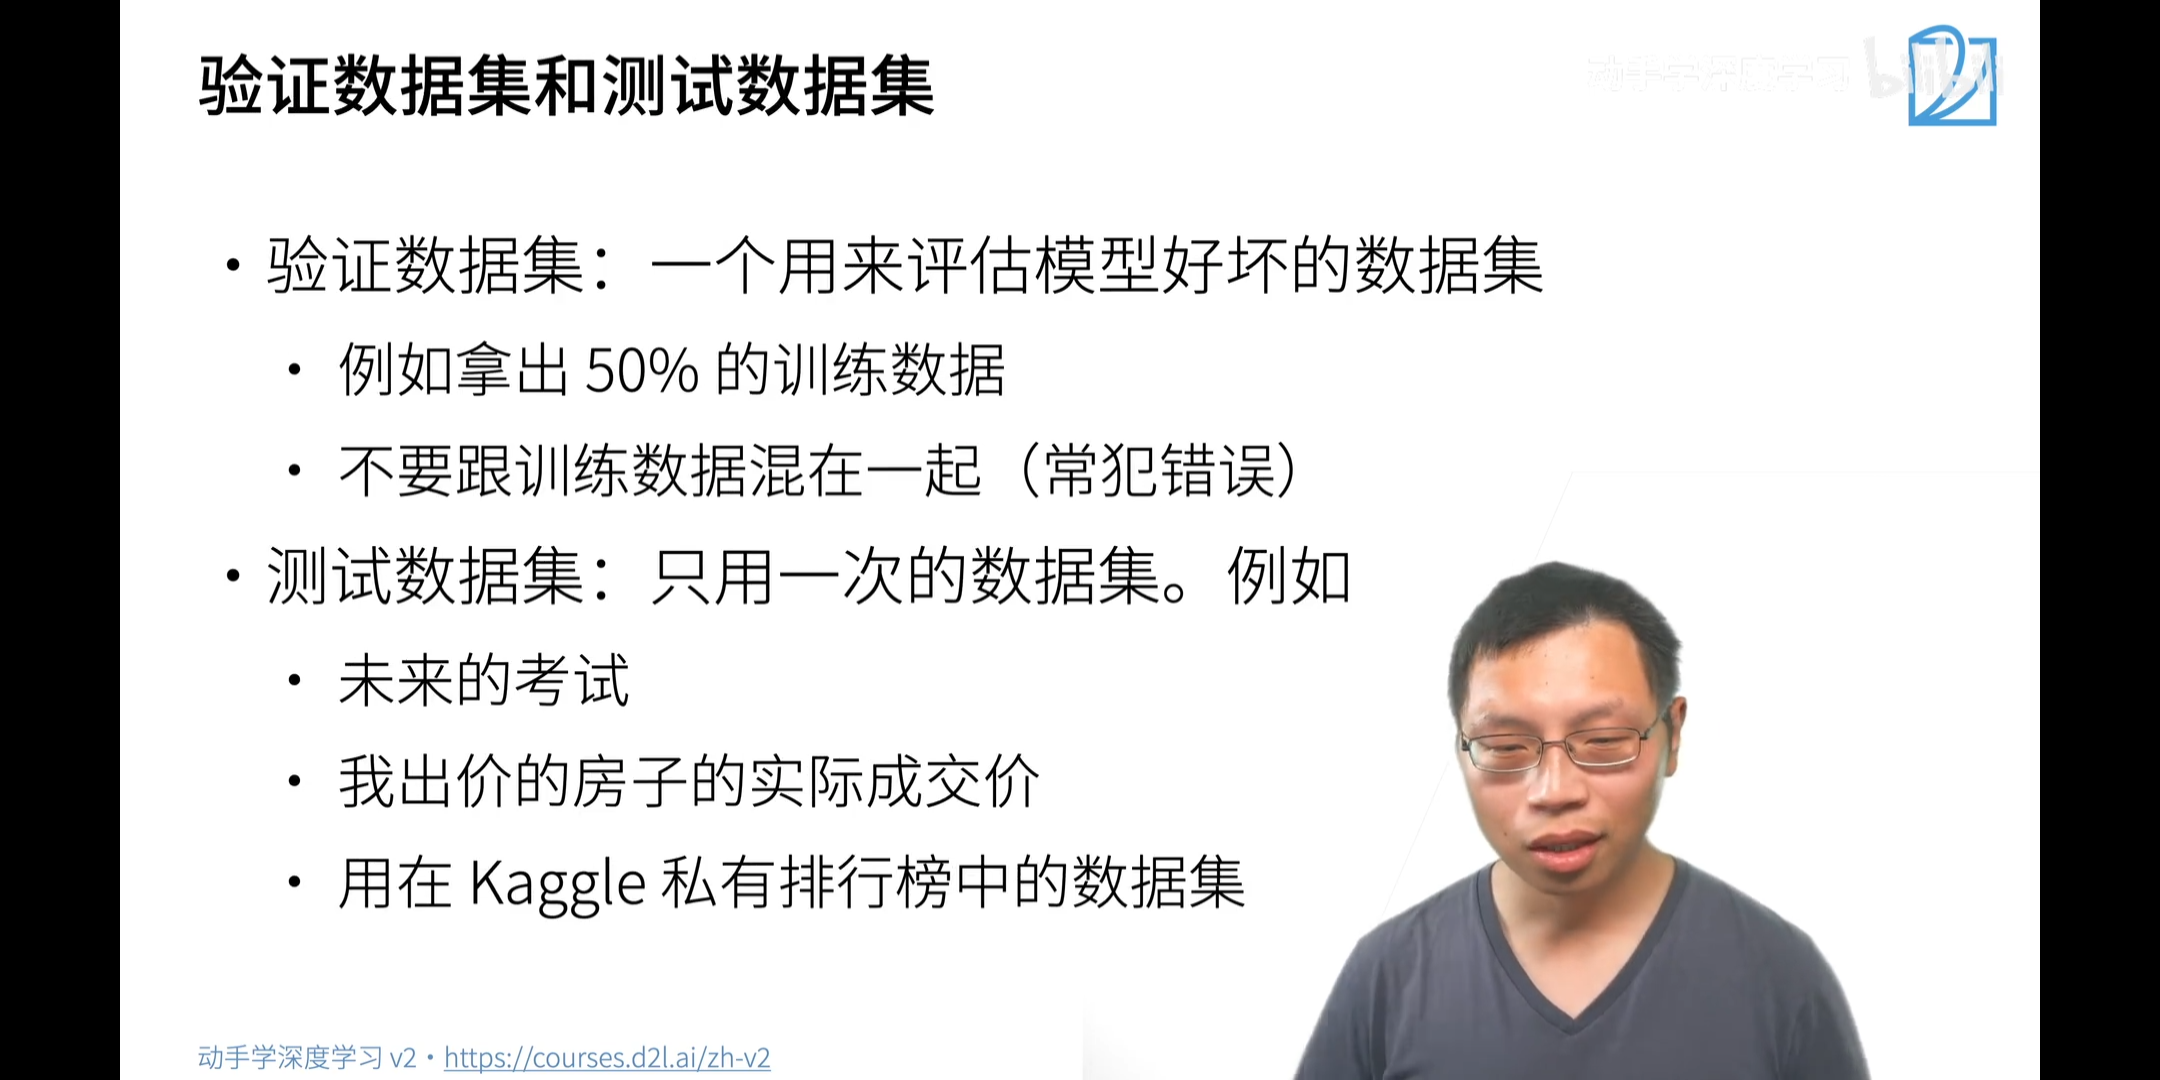 验证数据集和测试数据集
动手学深度学习 bilibili
• 验证数据集：一个用来评估模型好坏的数据集
• 例如拿出 50% 的训练数据
• 不要跟训练数据混在一起（常犯错误）
• 测试数据集：只用一次的数据集。例如
• 未来的考试
• 我出价的房子的实际成交价
• 用在 Kaggle 私有排行榜中的数据集
动手学深度学习 v2 • https://courses.d2l.ai/zh-v2